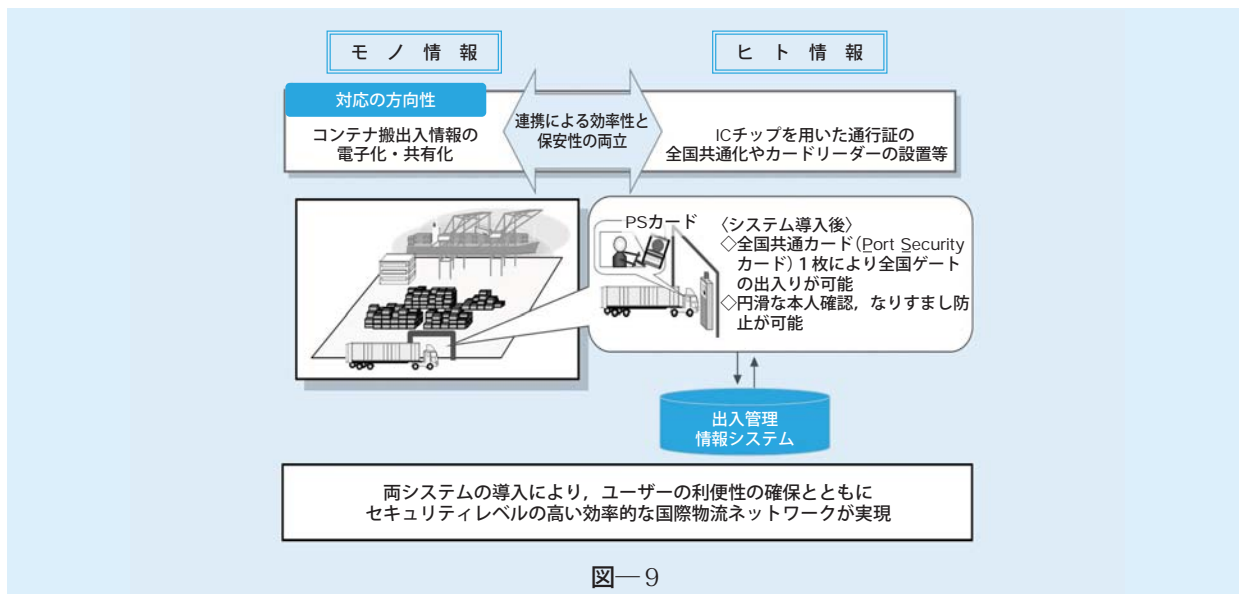 モノ情報
ヒト情報
対応の方向性
コンテナ搬出入情報の
電子化・共有化
連携による効率性と
保安性の両立
ICチップを用いた通行証の
全国共通化やカードリーダーの設置等
PSカード
〈システム導入後〉
◇全国共通カード(Port Security
カード)1枚により全国ゲート
の出入りが可能
◇円滑な本人確認，なりすまし防
止が可能
出入管理
情報システム
両システムの導入により，ユーザーの利便性の確保とともに
セキュリティレベルの高い効率的な国際物流ネットワークが実現
図―9